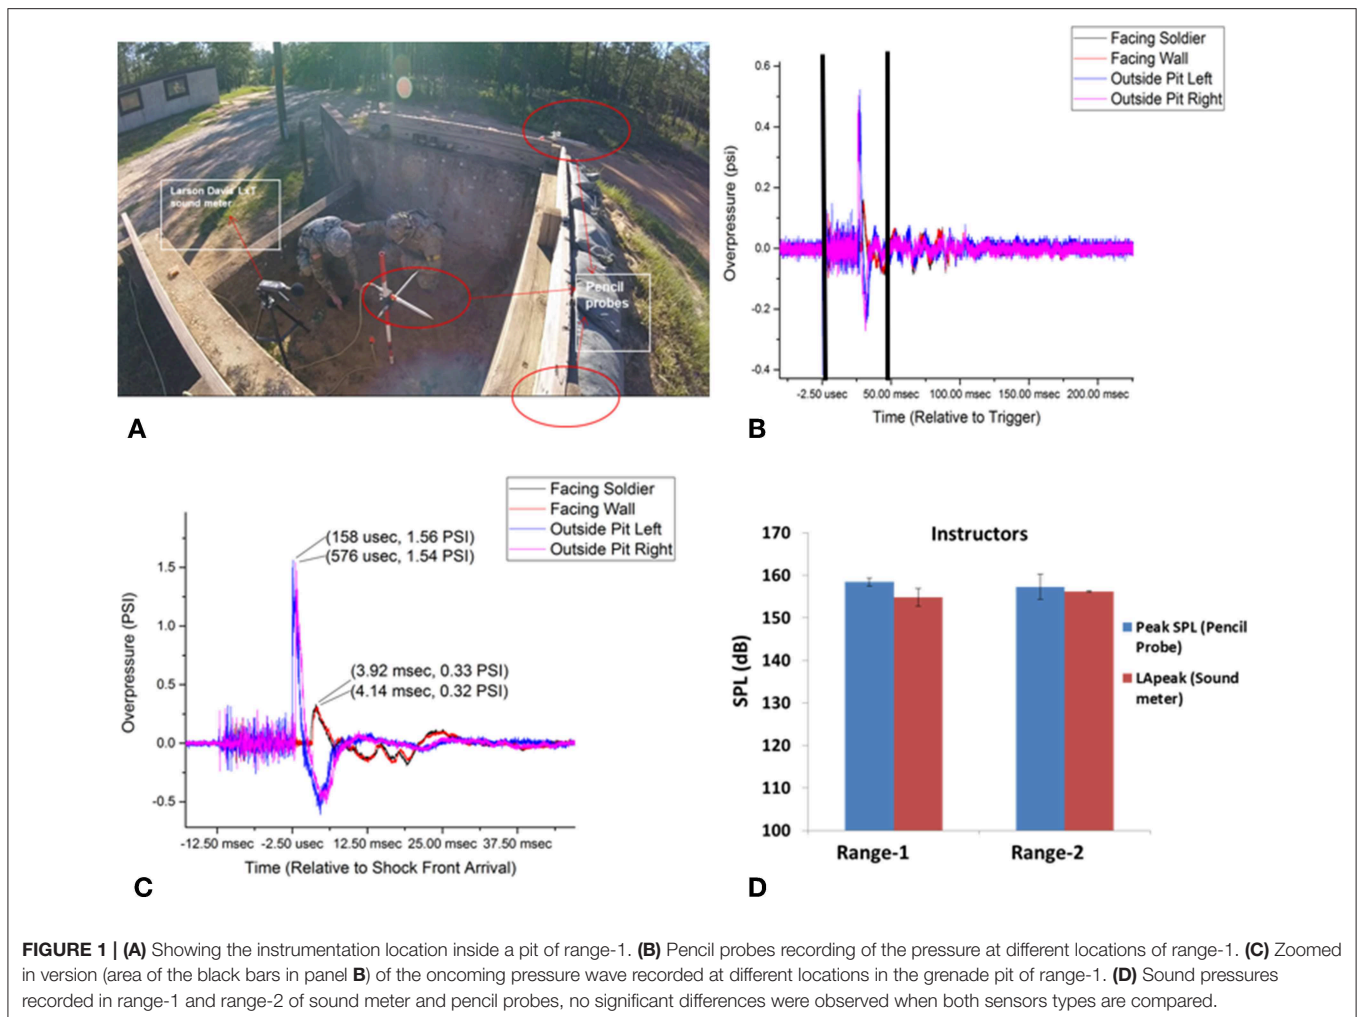 Larson Davis LxT
sound meter
Pencil
probes
A
Facing Soldier
Facing Wall
Outside Pit Left
Outside Pit Right
0.6
0.4
0.2
0.0
-0.2
-0.4
Overpressure (psi)
-2.50 usec
50.00 msec
100.00 msec
150.00 msec
200.00 msec
Time (Relative to Trigger)
B
Facing Soldier
Facing Wall
Outside Pit Left
Outside Pit Right
(158 usec, 1.56 PSI)
(576 usec, 1.54 PSI)
(3.92 msec, 0.33 PSI)
(4.14 msec, 0.32 PSI)
1.5
1.0
0.5
0.0
-0.5
Overpressure (PSI)
-12.50 msec
-2.50 usec
12.50 msec
25.00 msec
37.50 msec
Time (Relative to Shock Front Arrival)
C
Instructors
170
160
150
140
130
120
110
100
SPL (dB)
Range-1
Range-2
Peak SPL (Pencil
Probe)
LApeak (Sound
meter)
D
FIGURE 1 | (A) Showing the instrumentation location inside a pit of range-1. (B) Pencil probes recording of the pressure at different locations of range-1. (C) Zoomed
in version (area of the black bars in panel B) of the oncoming pressure wave recorded at different locations in the grenade pit of range-1. (D) Sound pressures
recorded in range-1 and range-2 of sound meter and pencil probes, no significant differences were observed when both sensors types are compared.